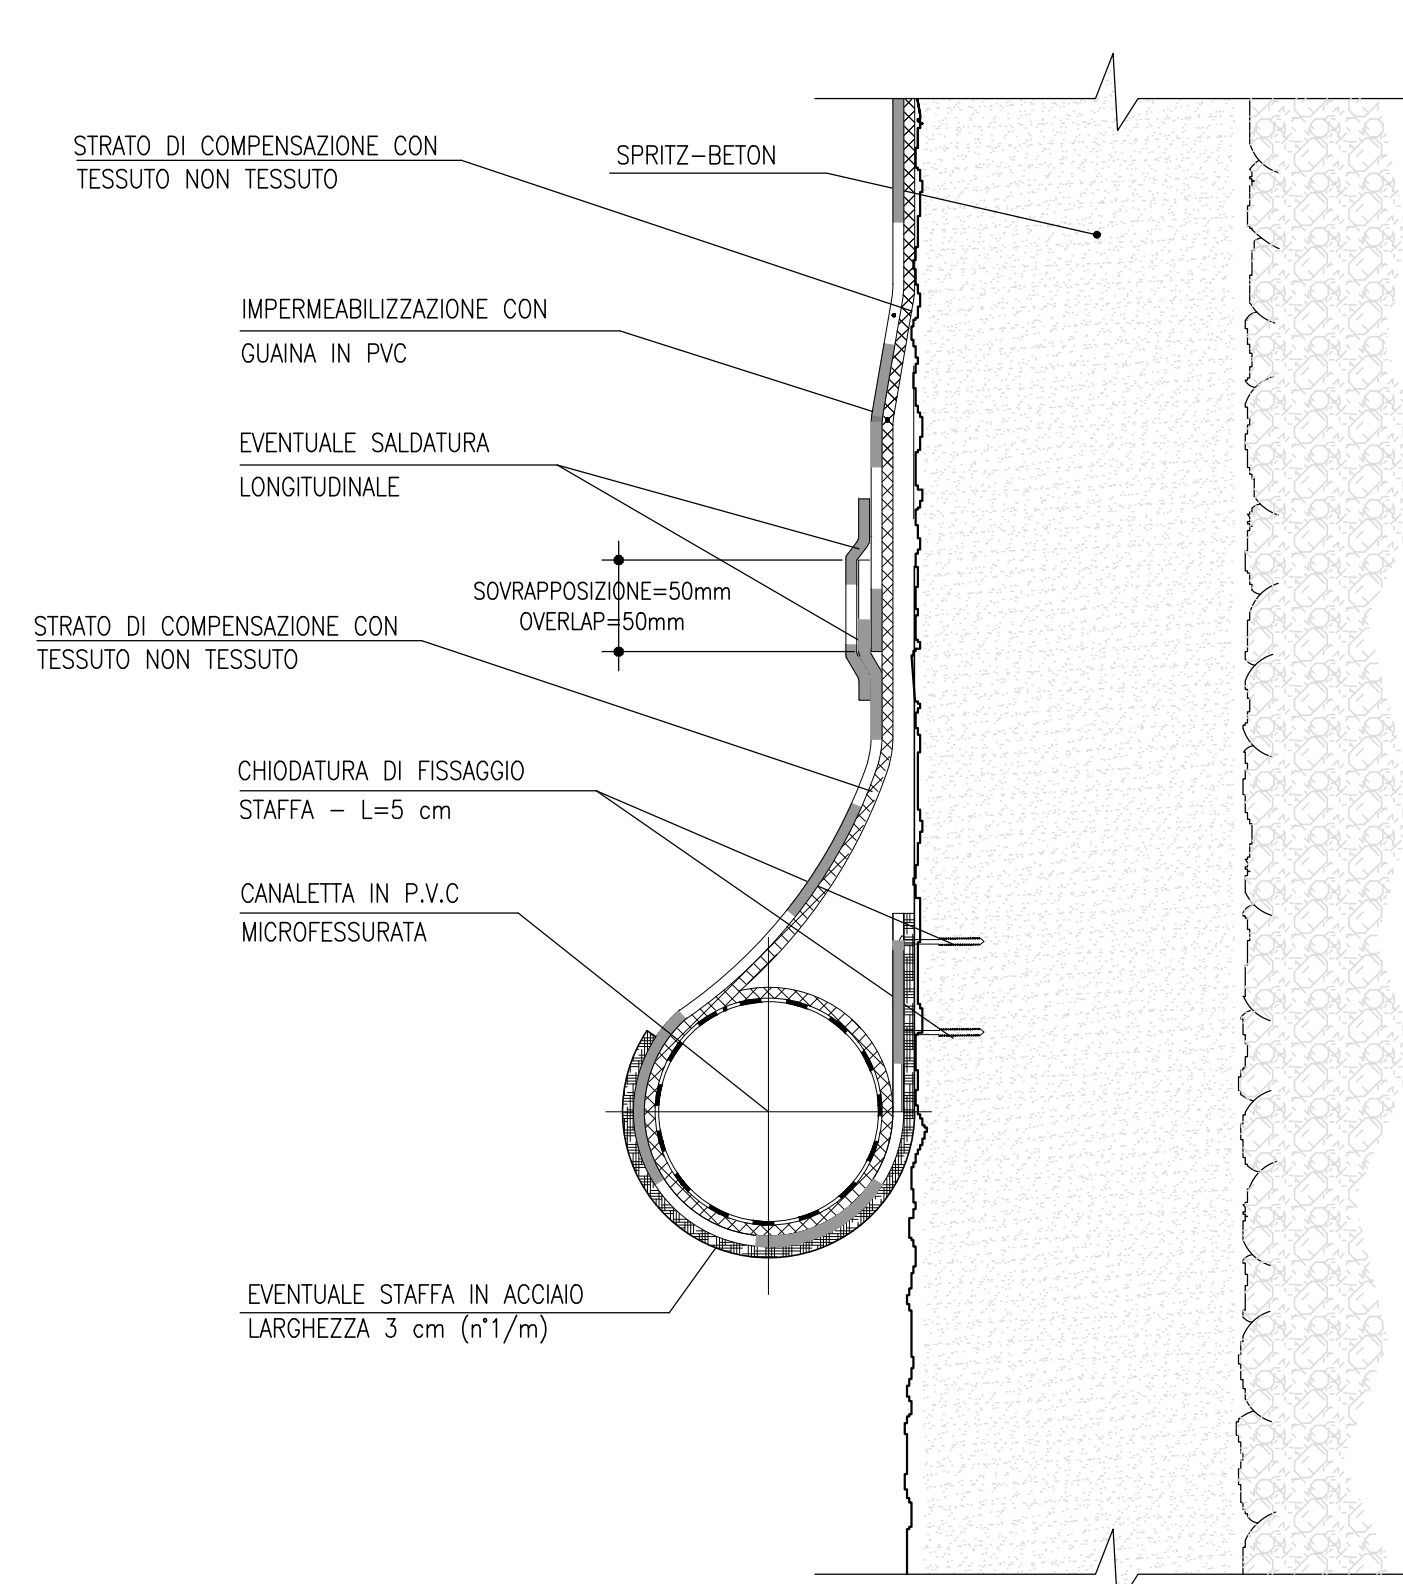 STRATO DI COMPENSAZIONE CON
TESSUTO NON TESSUTO
SPRITZ-BETON
IMPERMEABILIZZAZIONE CON
GUAINA IN PVC
EVENTUALE SALDATURA
LONGITUDINALE
SOVRAPPOSIZIONE=50mm
OVERLAP=50mm
STRATO DI COMPENSAZIONE CON
TESSUTO NON TESSUTO
CHIODATURA DI FISSAGGIO
STAFFA - L=5 cm
CANALETTA IN P.V.C
MICROFESSURATA
EVENTUALE STAFFA IN ACCIAIO
LARGHEZZA 3 cm (n°1/m)